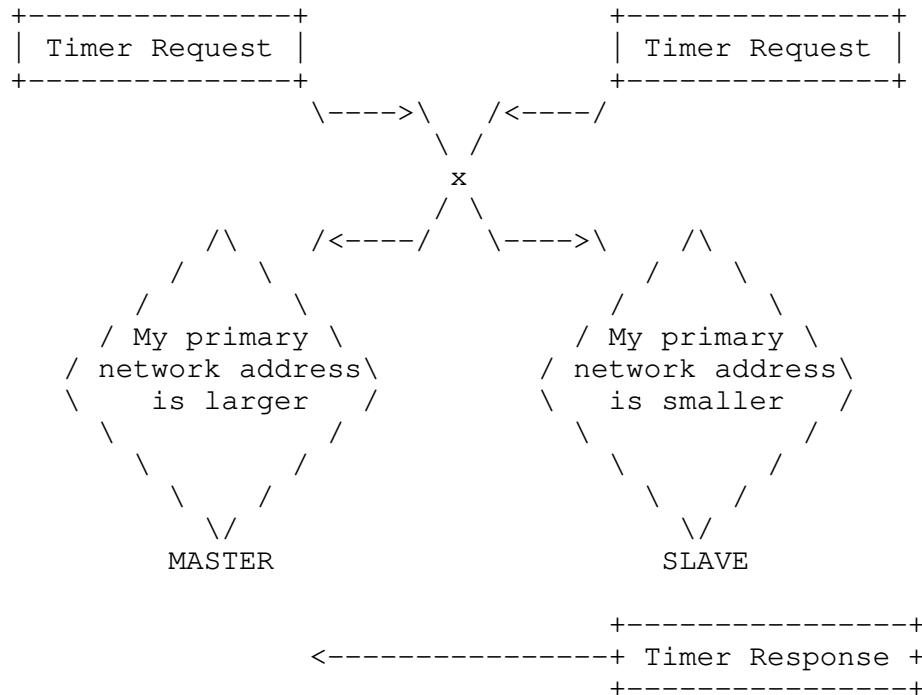 Timer Request Timer Request
x
My primary My primary
network address network address
is larger is smaller
MASTER SLAVE
Timer Response